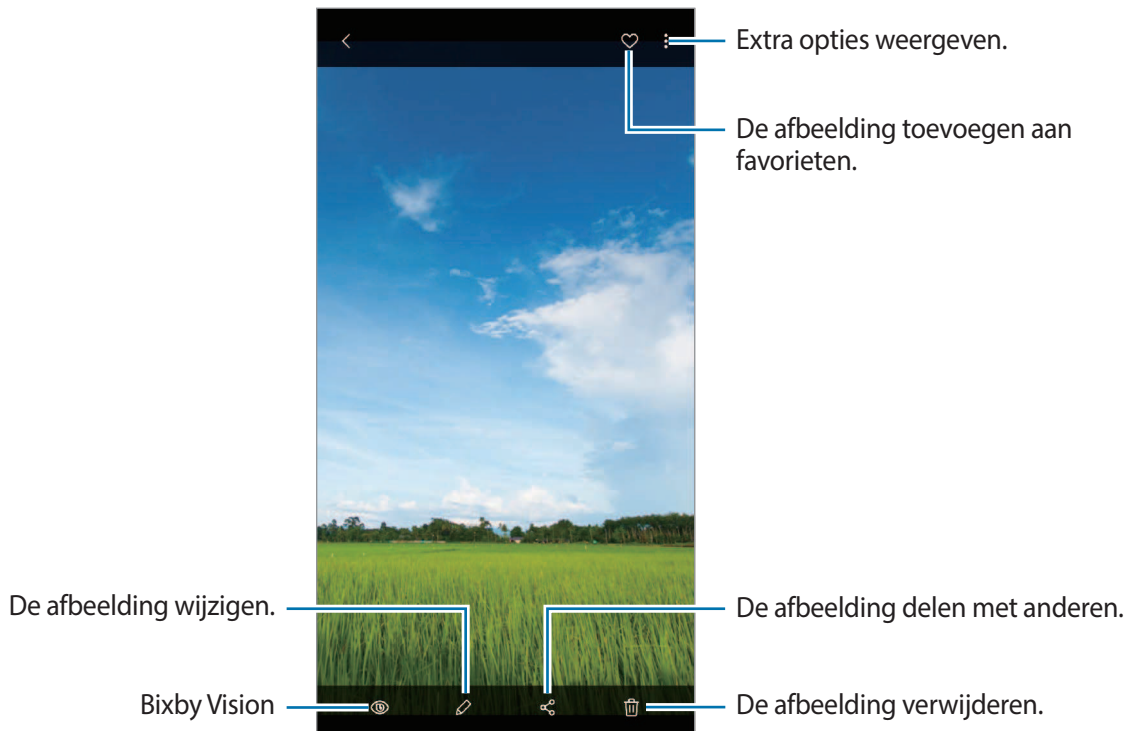 Extra opties weergeven.
De afbeelding toevoegen aan
favorieten.
De afbeelding wijzigen.
De afbeelding delen met anderen.
Bixby Vision
De afbeelding verwijderen.